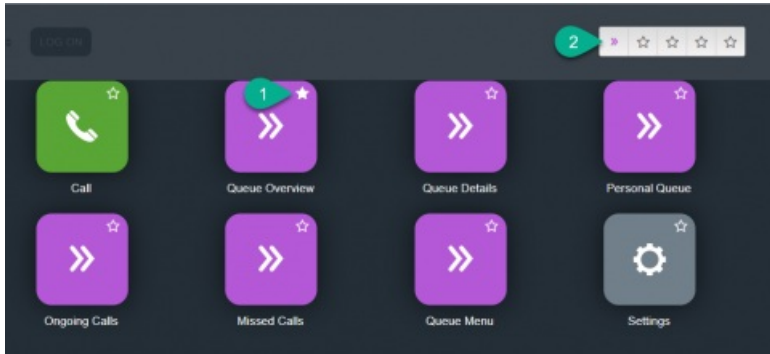 LOG ON
2
1
Call
Queue Overview
Queue Details
Personal Queue
Ongoing Calls
Missed Calls
Queue Menu
Settings